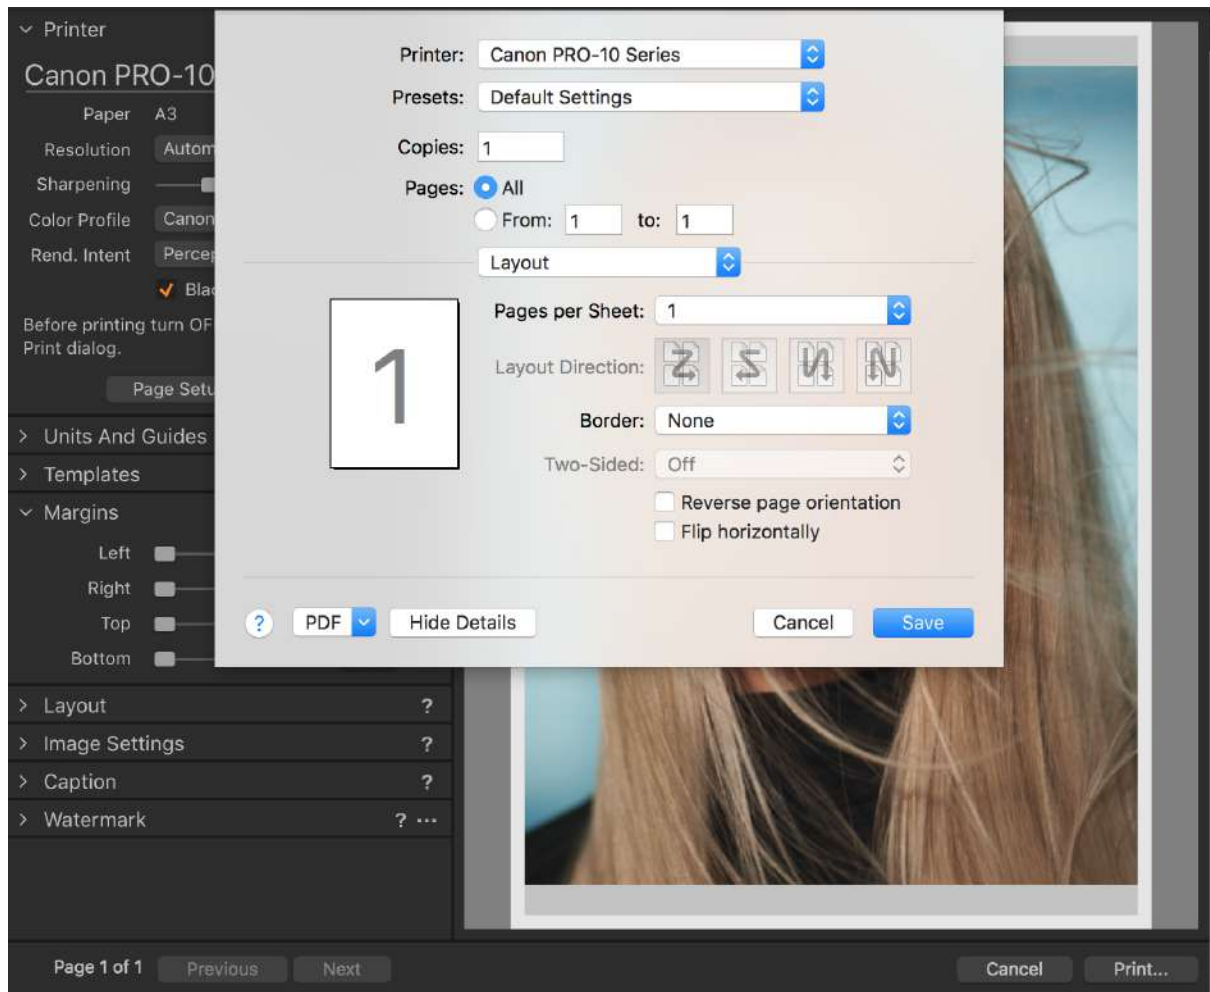 Printer
Canon PRO-10
Paper A3
Resolution Autom
Sharpening
Color Profile Canon
Rend. Intent Percep
Blac
Before printing turn OF
Print dialog.
Page Setu
Units And Guides
Templates
Margins
Left
Right
Top
Bottom
Layout ?
Image Settings ?
Caption ?
Watermark ? ...
Printer: Canon PRO-10 Series
Presets: Default Settings
Copies: 1
Pages: All
From: 1 to: 1
Layout
1
Pages per Sheet: 1
Layout Direction:
Border: None
Two-Sided: Off
Reverse page orientation
Flip horizontally
? PDF Hide Details Cancel Save
Page 1 of 1 Previous Next Cancel Print...